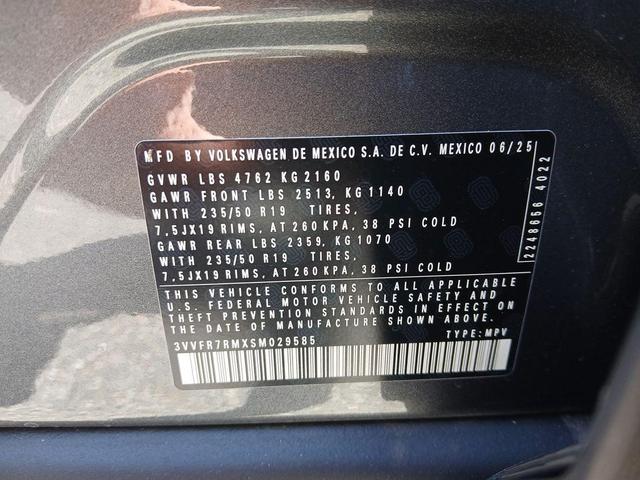 MFD BY VOLKSWAGEN DE MEXICO S.A. DE C.V. MEXICO 06/25
GVWR LBS 4762 KG 2160
GAWR FRONT LBS 2513, KG 1140
WITH 235/50 R19 TIRES,
7,5JX19 RIMS, AT 260 KPA, 38 PSI COLD
GAWR REAR LBS 2359, KG 1070
WITH 235/50 R19 TIRES,
7,5JX19 RIMS, AT 260 KPA, 38 PSI COLD
2248656 4022
THIS VEHICLE CONFORMS TO ALL APPLICABLE
U.S. FEDERAL MOTOR VEHICLE SAFETY AND
THEFT PREVENTION STANDARDS IN EFFECT ON
THE DATE OF MANUFACTURE SHOWN ABOVE.
3VVFR7RMXSM029585 TYPE: MPV